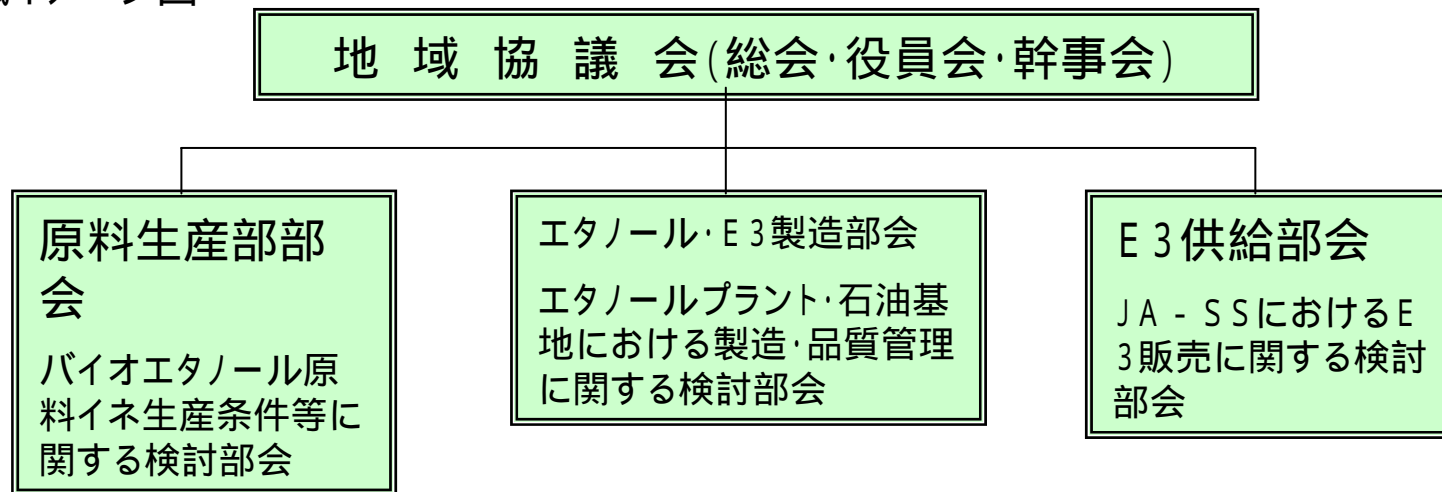 地 域 協 議 会(総会・役員会・幹事会)
原料生産部部
会
バイオエタノール原
料イネ生産条件等に
関する検討部会
エタノール・E3製造部会
エタノールプラント・石油基
地における製造・品質管理
に関する検討部会
E3供給部会
JA-SSにおけるE
3販売に関する検討
部会